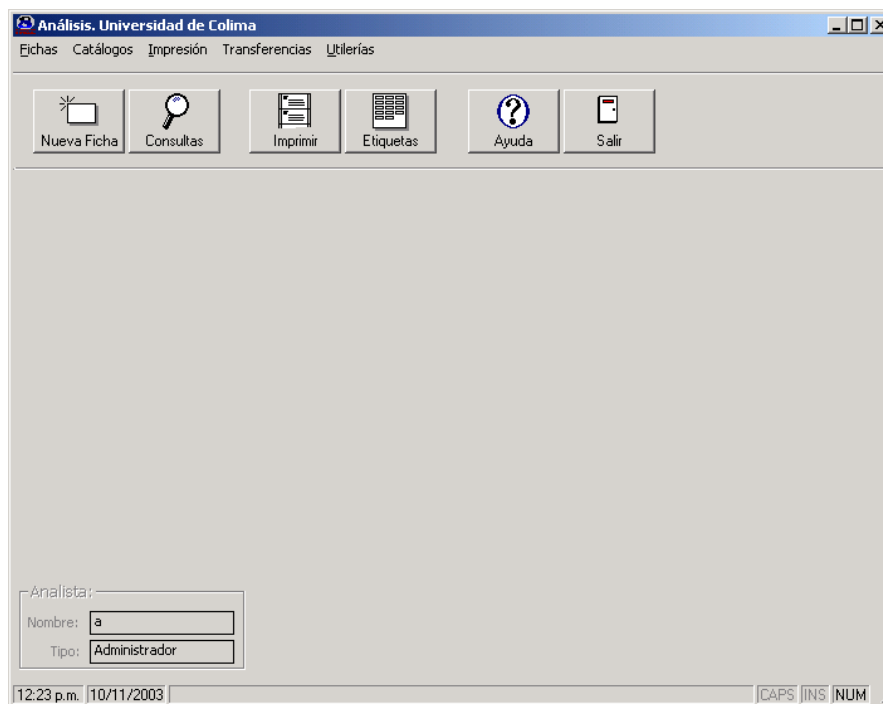 Análisis. Universidad de Colima
Fichas Catálogos Impresión Transferencias Utilerías
Nueva Ficha Consultas Imprimir Etiquetas Ayuda Salir
Analista:
Nombre: a
Tipo: Administrador
12:23 p.m. 10/11/2003 CAPS INS NUM